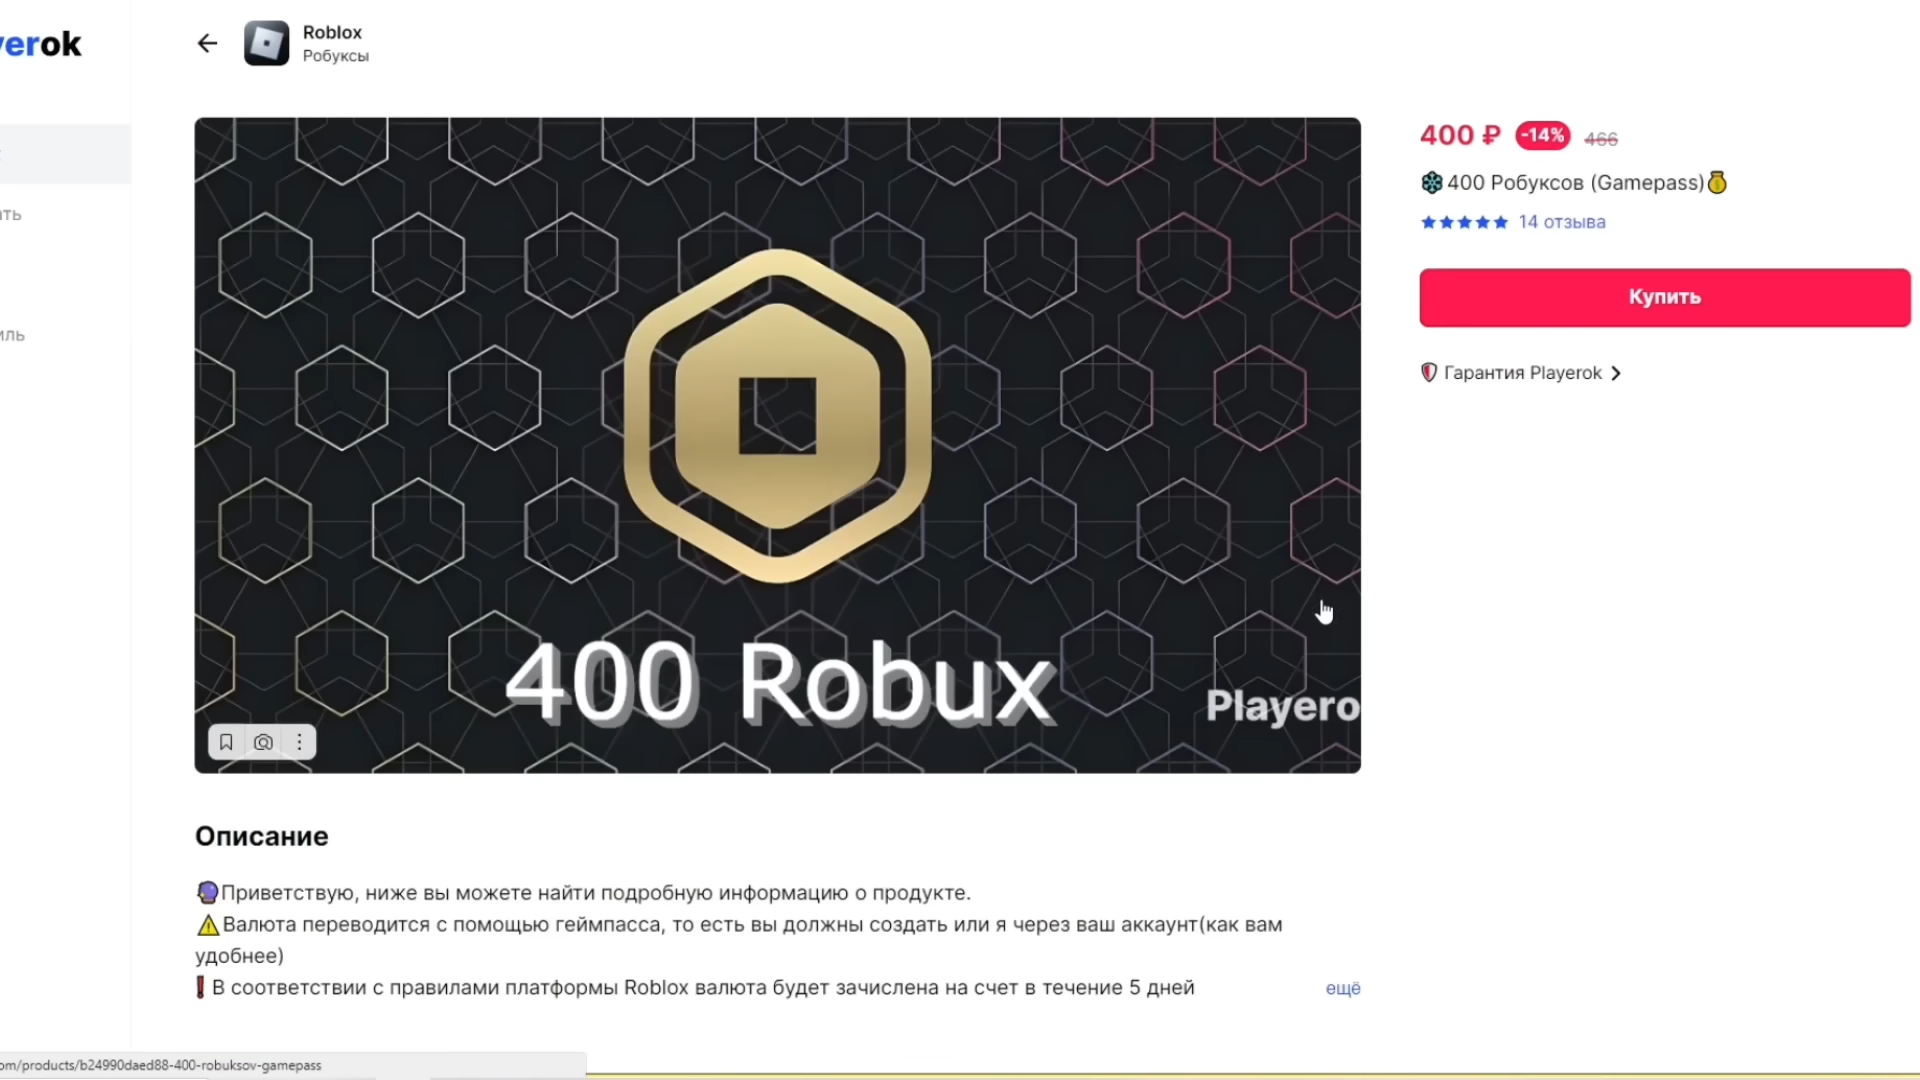 erok
Roblox
Робуксы
400 ₽ -14% 466
❄400 Робуксов (Gamepass)💰
14 отзыва
Купить
Гарантия Playerok
ать
иль
400 Robux
Playero
Описание
🔮Приветствую, ниже вы можете найти подробную информацию о продукте.
⚠️Валюта переводится с помощью геймпасса, то есть вы должны создать или я через ваш аккаунт(как вам
удобнее)
❗В соответствии с правилами платформы Roblox валюта будет зачислена на счет в течение 5 дней
ещё
om/products/b24990daed88-400-robuksov-gamepass